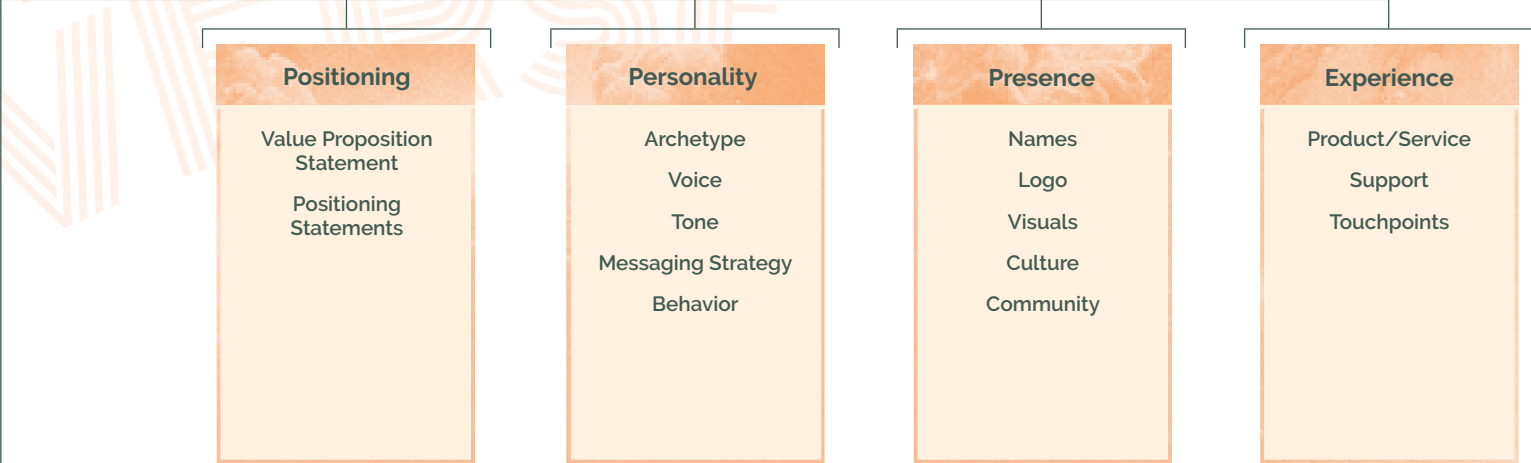 Positioning
Value Proposition
Statement
Positioning
Statements
Personality
Archetype
Voice
Tone
Messaging Strategy
Behavior
Presence
Names
Logo
Visuals
Culture
Community
Experience
Product/Service
Support
Touchpoints